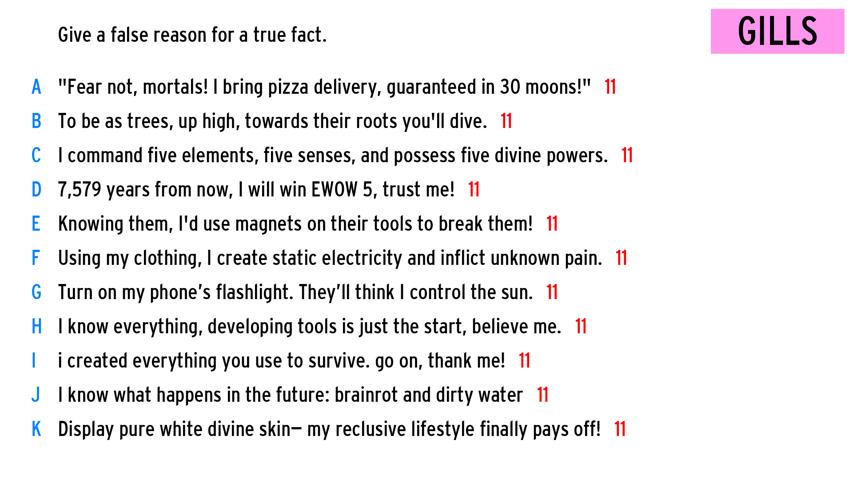 Give a false reason for a true fact.
GILLS
A "Fear not, mortals! I bring pizza delivery, guaranteed in 30 moons!" 11
B To be as trees, up high, towards their roots you'll dive. 11
C I command five elements, five senses, and possess five divine powers. 11
D 7,579 years from now, I will win EWOW 5, trust me! 11
E Knowing them, I'd use magnets on their tools to break them! 11
F Using my clothing, I create static electricity and inflict unknown pain. 11
G Turn on my phone’s flashlight. They’ll think I control the sun. 11
H I know everything, developing tools is just the start, believe me. 11
I i created everything you use to survive. go on, thank me! 11
J I know what happens in the future: brainrot and dirty water 11
K Display pure white divine skin— my reclusive lifestyle finally pays off! 11